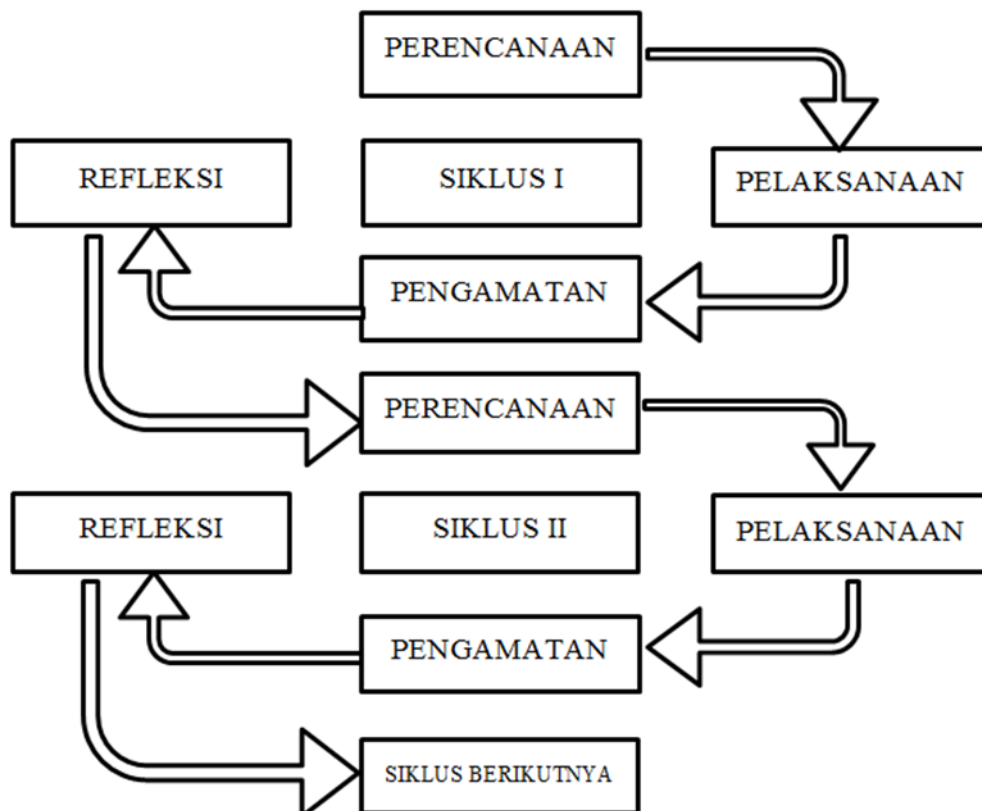 PERENCANAAN
REFLEKSI
SIKLUS I
PELAKSANAAN
PENGAMATAN
PERENCANAAN
REFLEKSI
SIKLUS II
PELAKSANAAN
PENGAMATAN
SIKLUS BERIKUTNYA